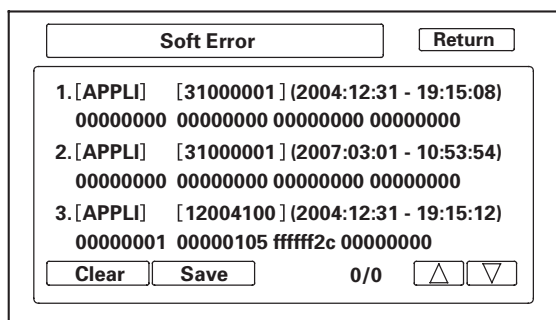 Soft Error Return
1.[APPLI] [31000001](2004:12:31 - 19:15:08)
00000000 00000000 00000000 00000000
2.[APPLI] [31000001](2007:03:01 - 10:53:54)
00000000 00000000 00000000 00000000
3.[APPLI] [12004100](2004:12:31 - 19:15:12)
00000001 00000105 ffffff2c 00000000
Clear Save 0/0 △ ▽